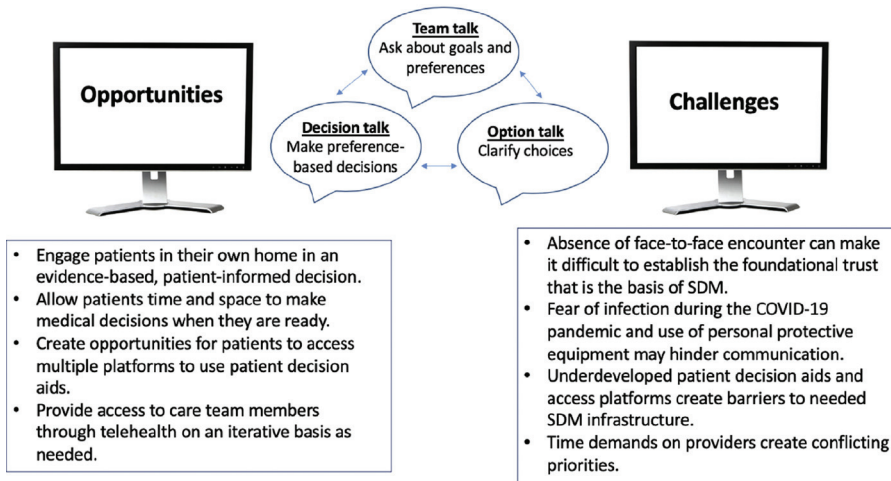 Team talk
Ask about goals and
preferences
Opportunities
Challenges
Decision talk
Make preference-
based decisions
Option talk
Clarify choices
• Engage patients in their own home in an
evidence-based, patient-informed decision.
• Allow patients time and space to make
medical decisions when they are ready.
• Create opportunities for patients to access
multiple platforms to use patient decision
aids.
• Provide access to care team members
through telehealth on an iterative basis as
needed.
• Absence of face-to-face encounter can make
it difficult to establish the foundational trust
that is the basis of SDM.
• Fear of infection during the COVID-19
pandemic and use of personal protective
equipment may hinder communication.
• Underdeveloped patient decision aids and
access platforms create barriers to needed
SDM infrastructure.
• Time demands on providers create conflicting
priorities.